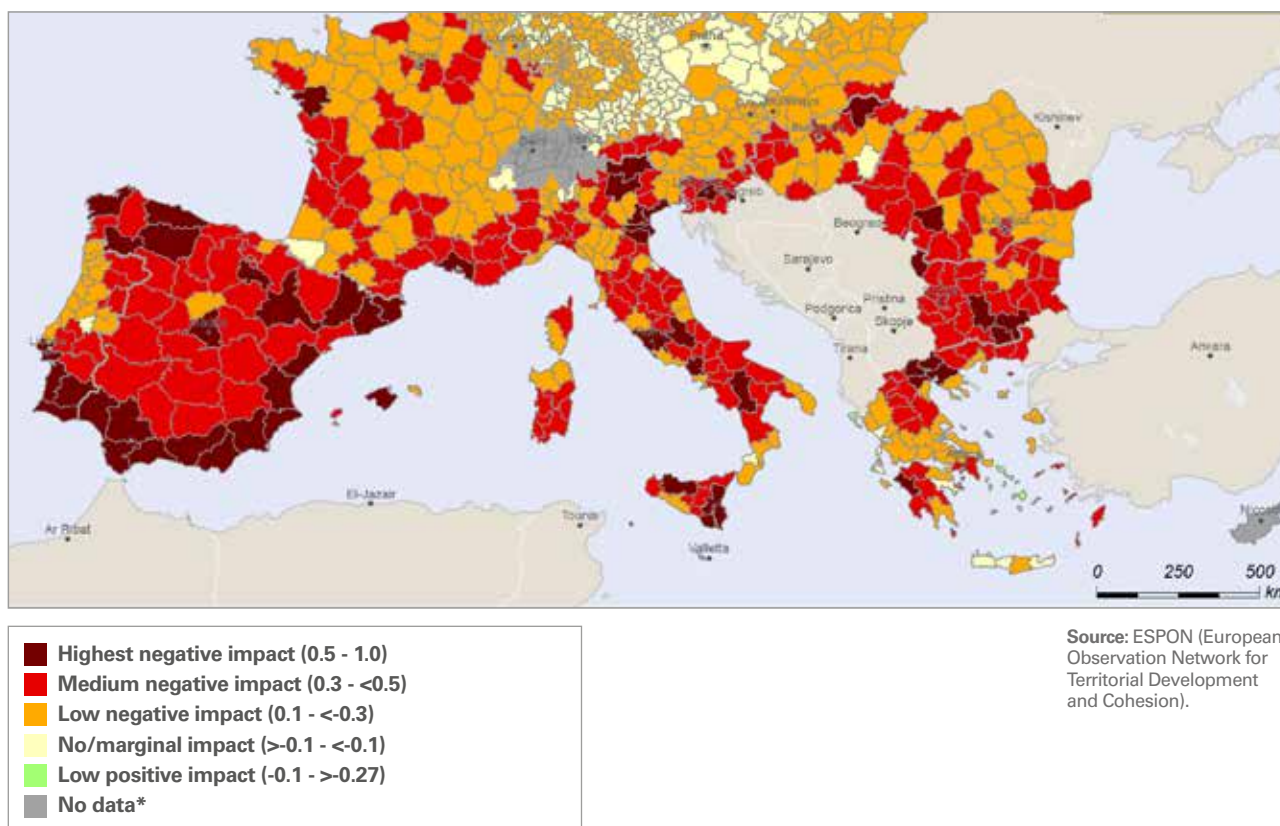 Praha
Kishinev
Beograd
Sarajevo
Podgorica
Pristina
Skopje
Tirana
Ankara
El-Jazair
Tounis
Ar Ribat
Valletta
0 250 500
km
Highest negative impact (0.5 - 1.0)
Medium negative impact (0.3 - <0.5)
Low negative impact (0.1 - <-0.3)
No/marginal impact (>-0.1 - <-0.1)
Low positive impact (-0.1 - >-0.27)
No data*
Source: ESPON (European
Observation Network for
Territorial Development
and Cohesion).